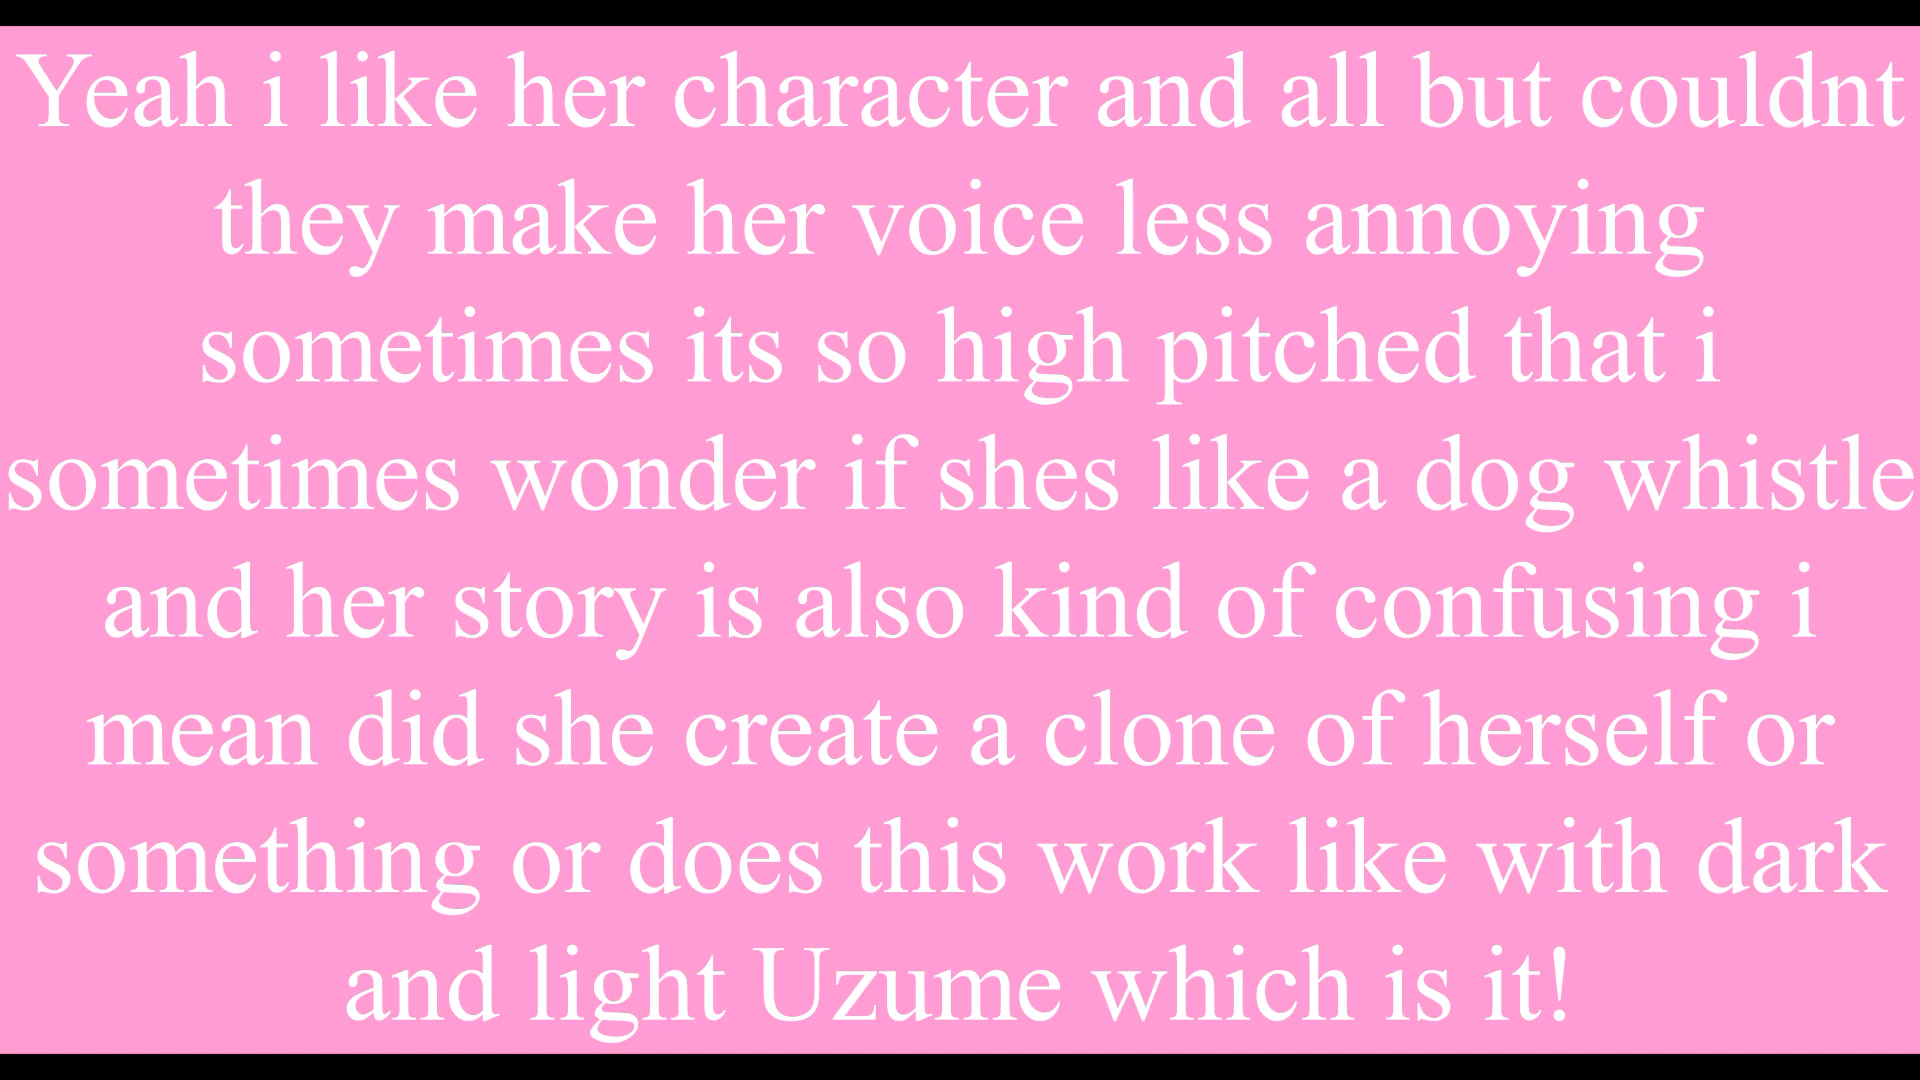 Yeah i like her character and all but couldnt
they make her voice less annoying
sometimes its so high pitched that i
sometimes wonder if shes like a dog whistle
and her story is also kind of confusing i
mean did she create a clone of herself or
something or does this work like with dark
and light Uzume which is it!